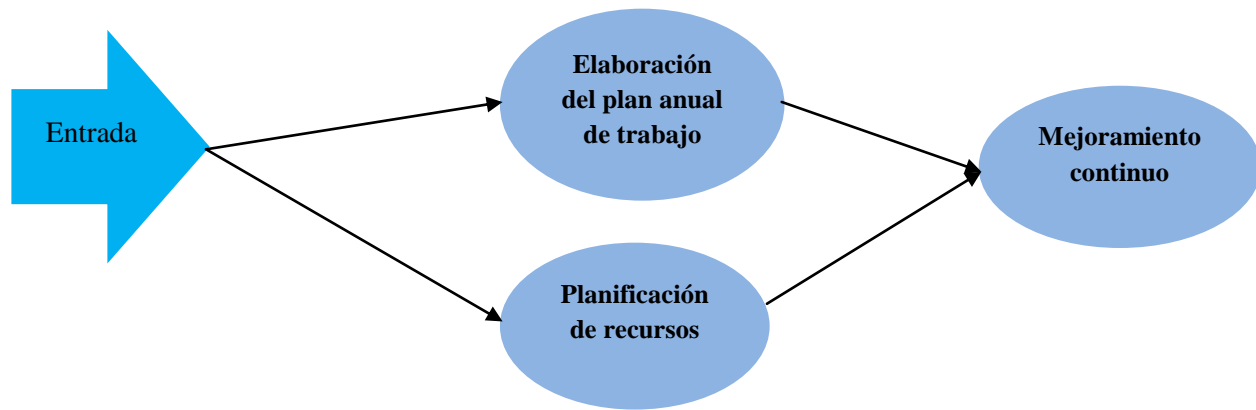 Entrada
Elaboración
del plan anual
de trabajo
Planificación
de recursos
Mejoramiento
continuo